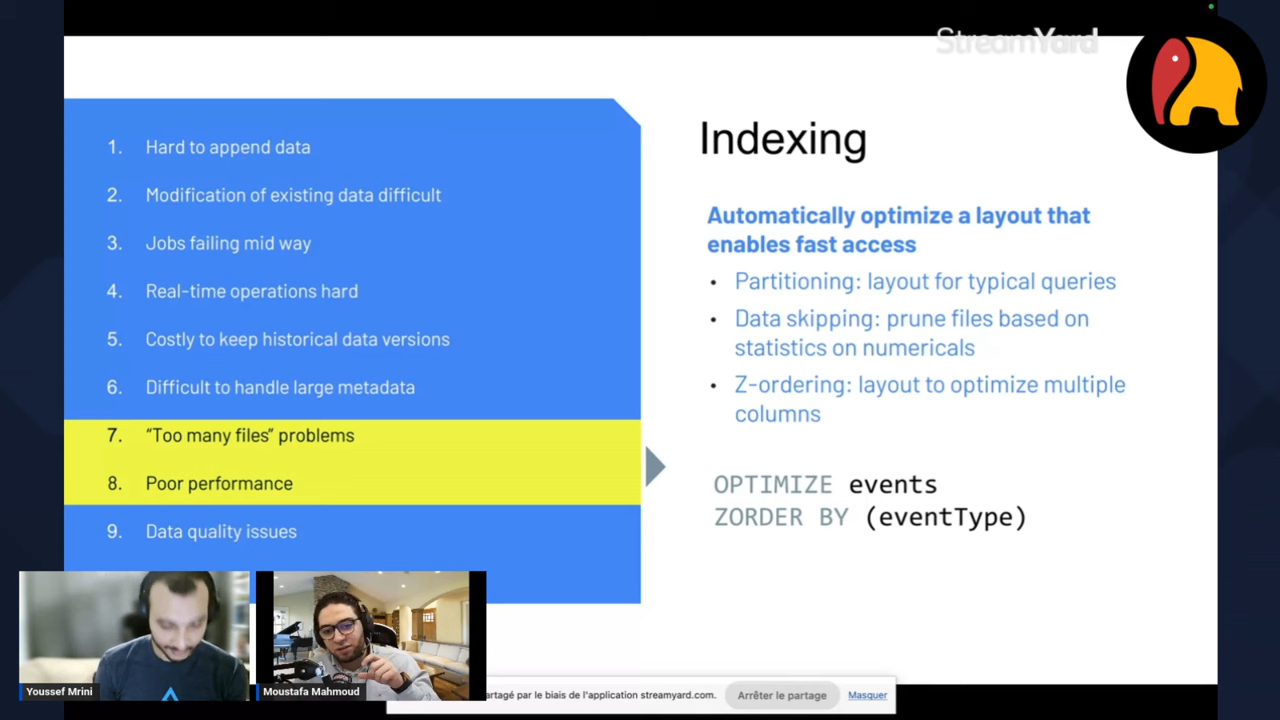 StreamYard
1. Hard to append data
2. Modification of existing data difficult
3. Jobs failing mid way
4. Real-time operations hard
5. Costly to keep historical data versions
6. Difficult to handle large metadata
7. “Too many files” problems
8. Poor performance
9. Data quality issues
Indexing
Automatically optimize a layout that
enables fast access
• Partitioning: layout for typical queries
• Data skipping: prune files based on
statistics on numericals
• Z-ordering: layout to optimize multiple
columns
OPTIMIZE events
ZORDER BY (eventType)
Youssef Mrini
Moustafa Mahmoud
partagé par le biais de l'application streamyard.com.
Arrêter le partage
Masquer